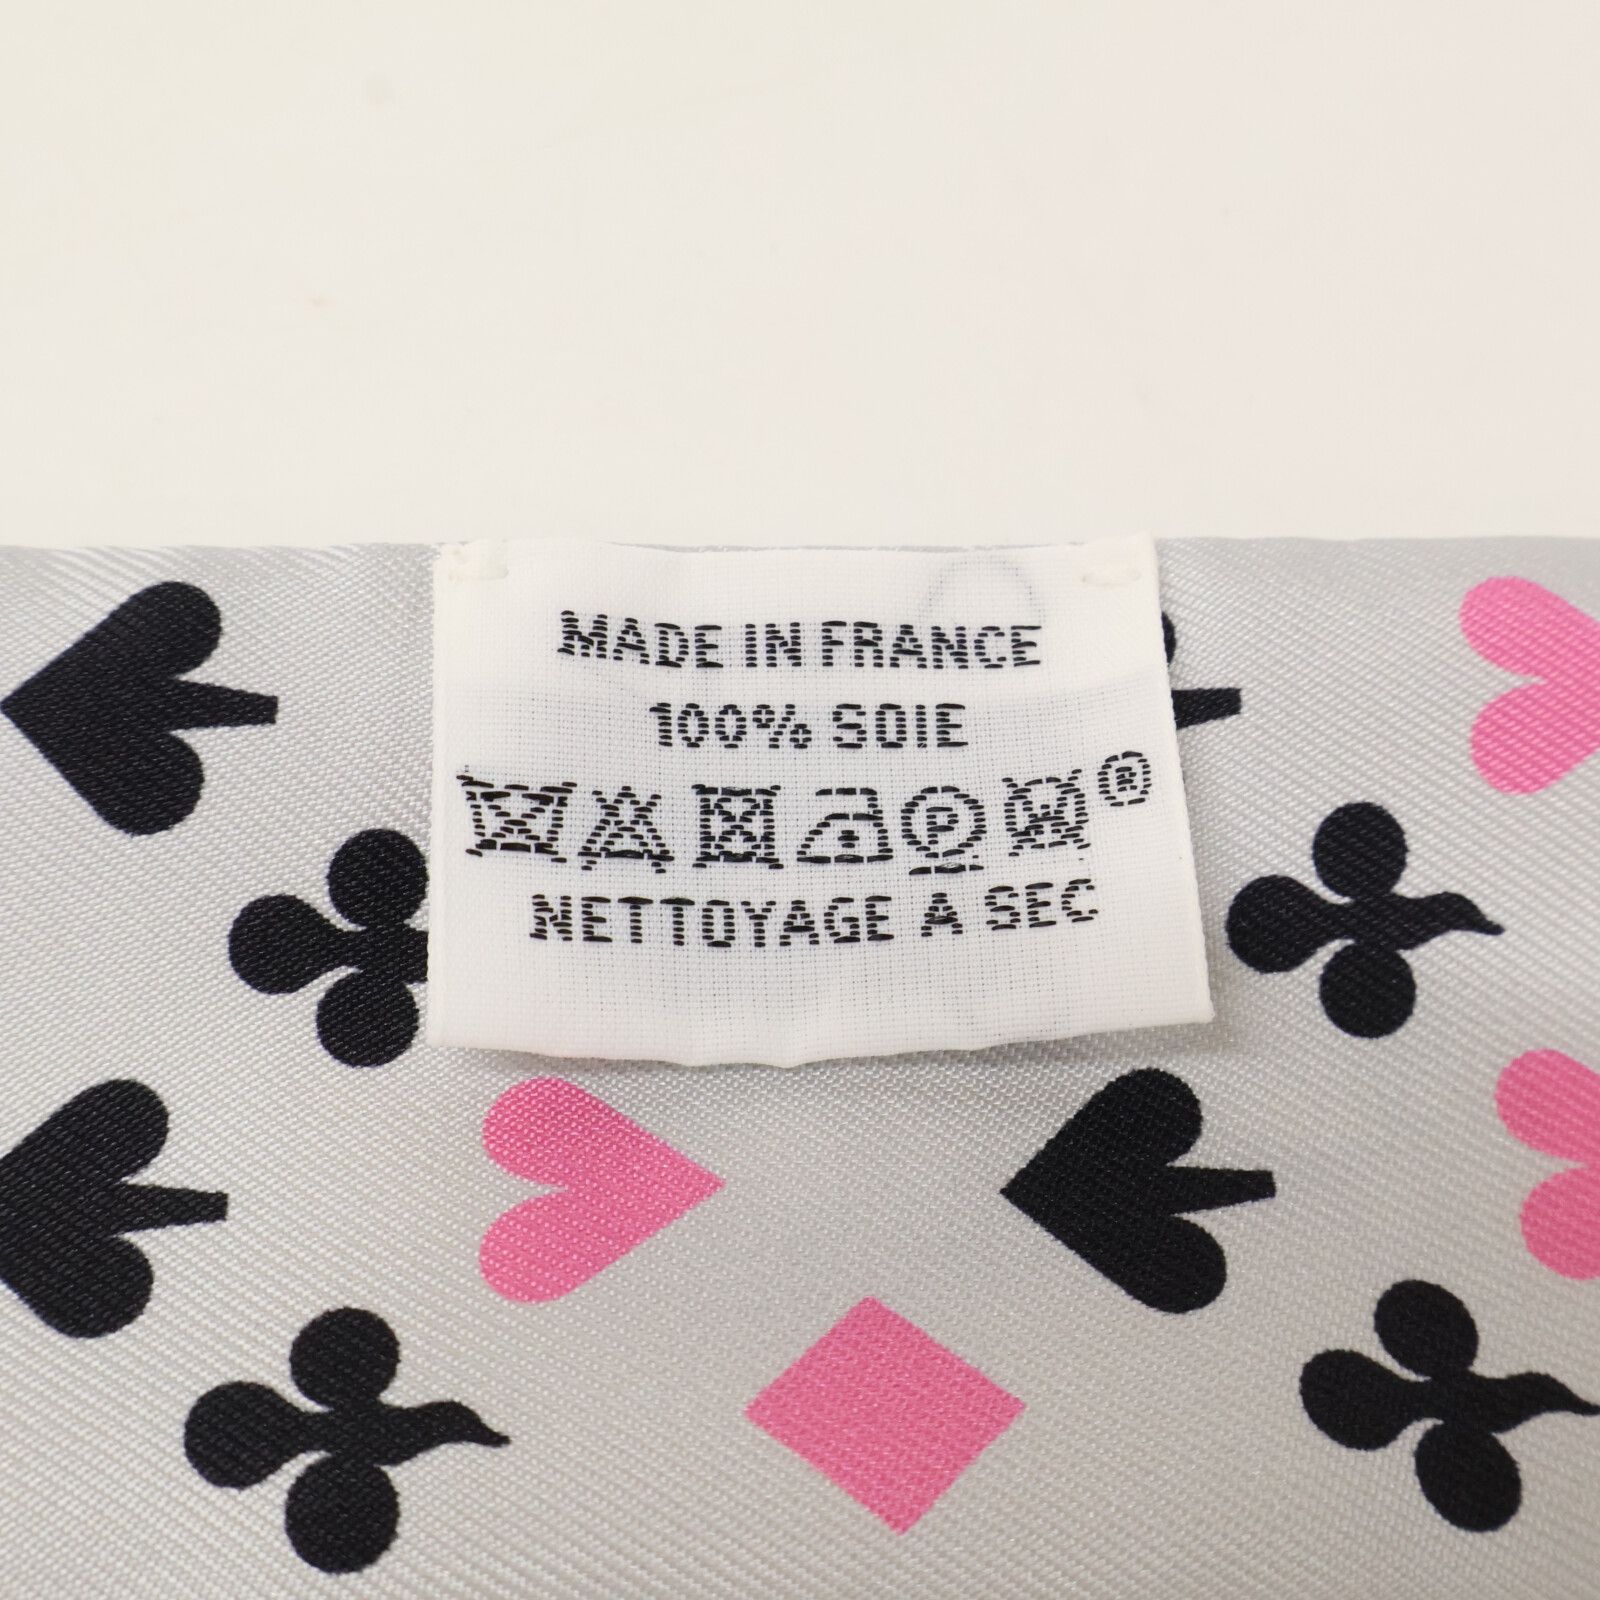 MADE IN FRANCE
100% SOIE
P ®
NETTOYAGE A SEC